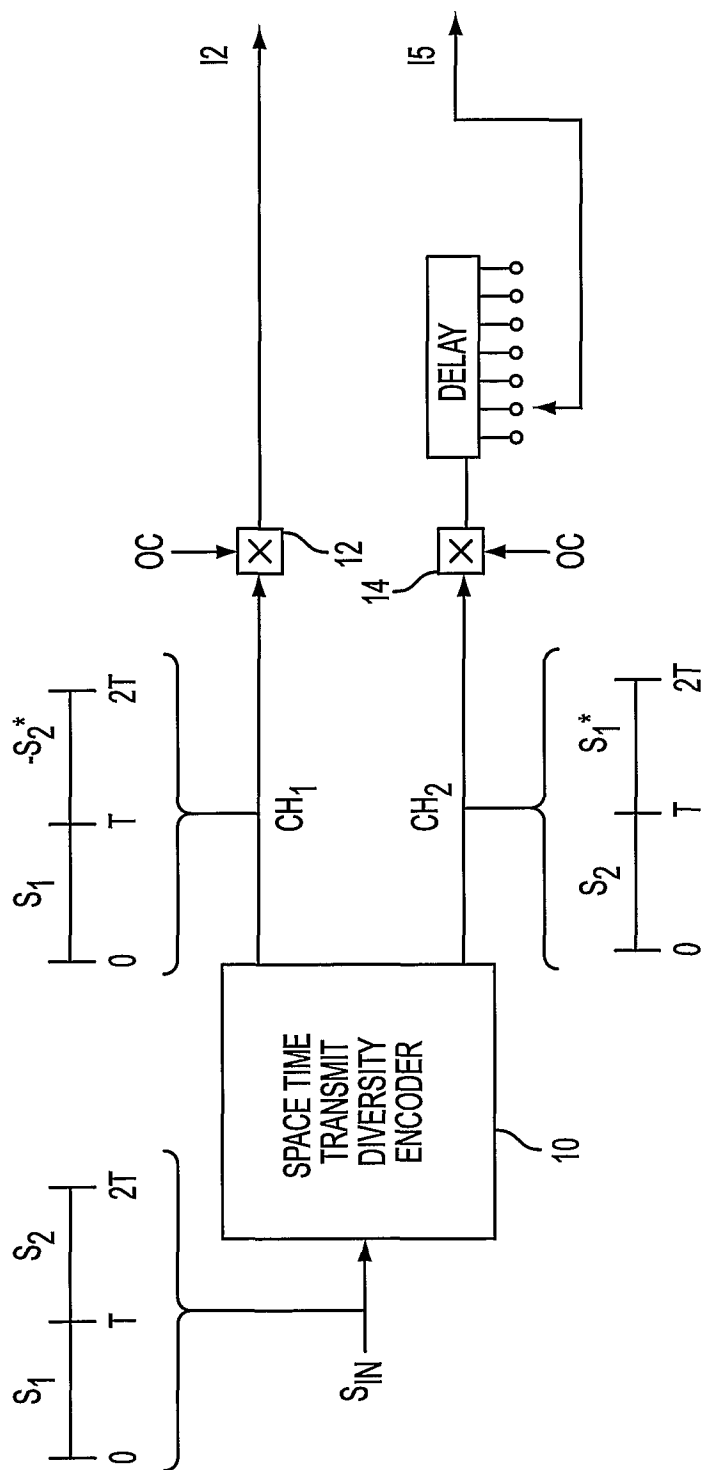 S1 S2
0 T 2T
SIN
SPACE TIME
TRANSMIT
DIVERSITY
ENCODER
10
S1 -S2*
0 T 2T
CH1
CH2
S2 S1*
0 T 2T
OC
X
12
14
X
OC
DELAY
I2
I5